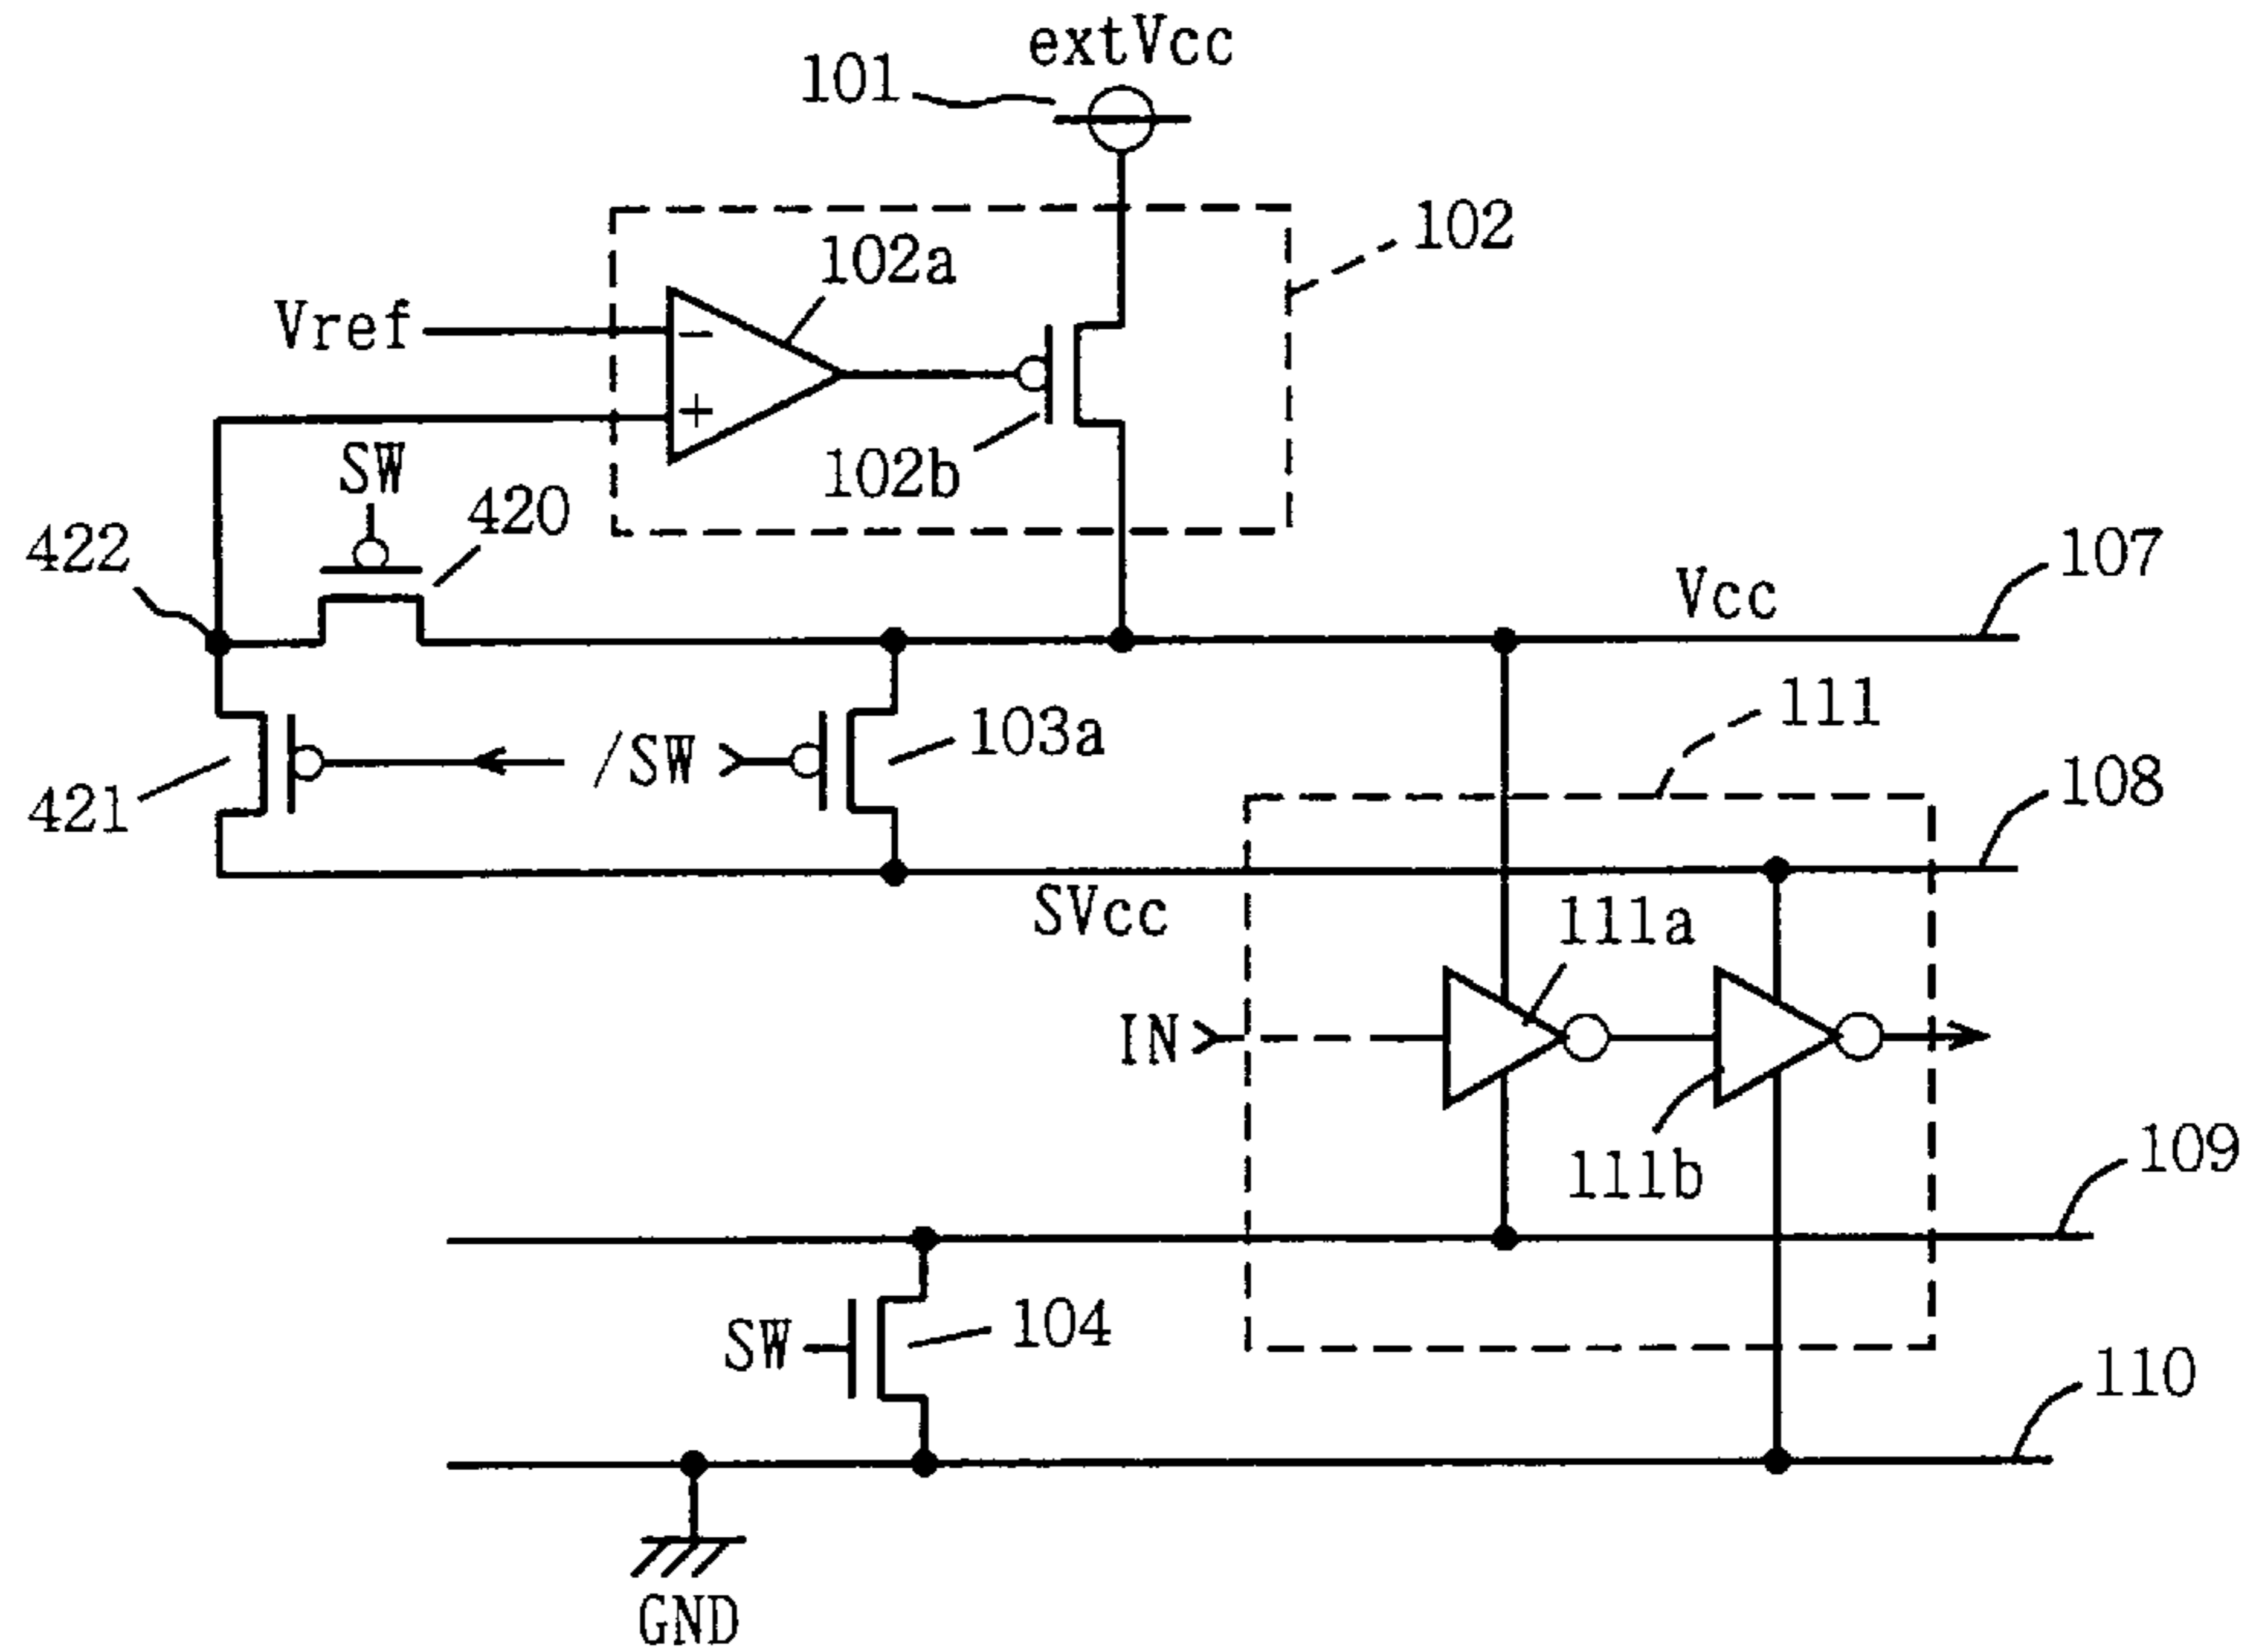 extVcc
101
102
102a
Vref
−
+
102b
SW
420
422
107
Vcc
111
103a
/SW
108
421
SVcc
111a
IN
111b
109
SW
104
110
GND